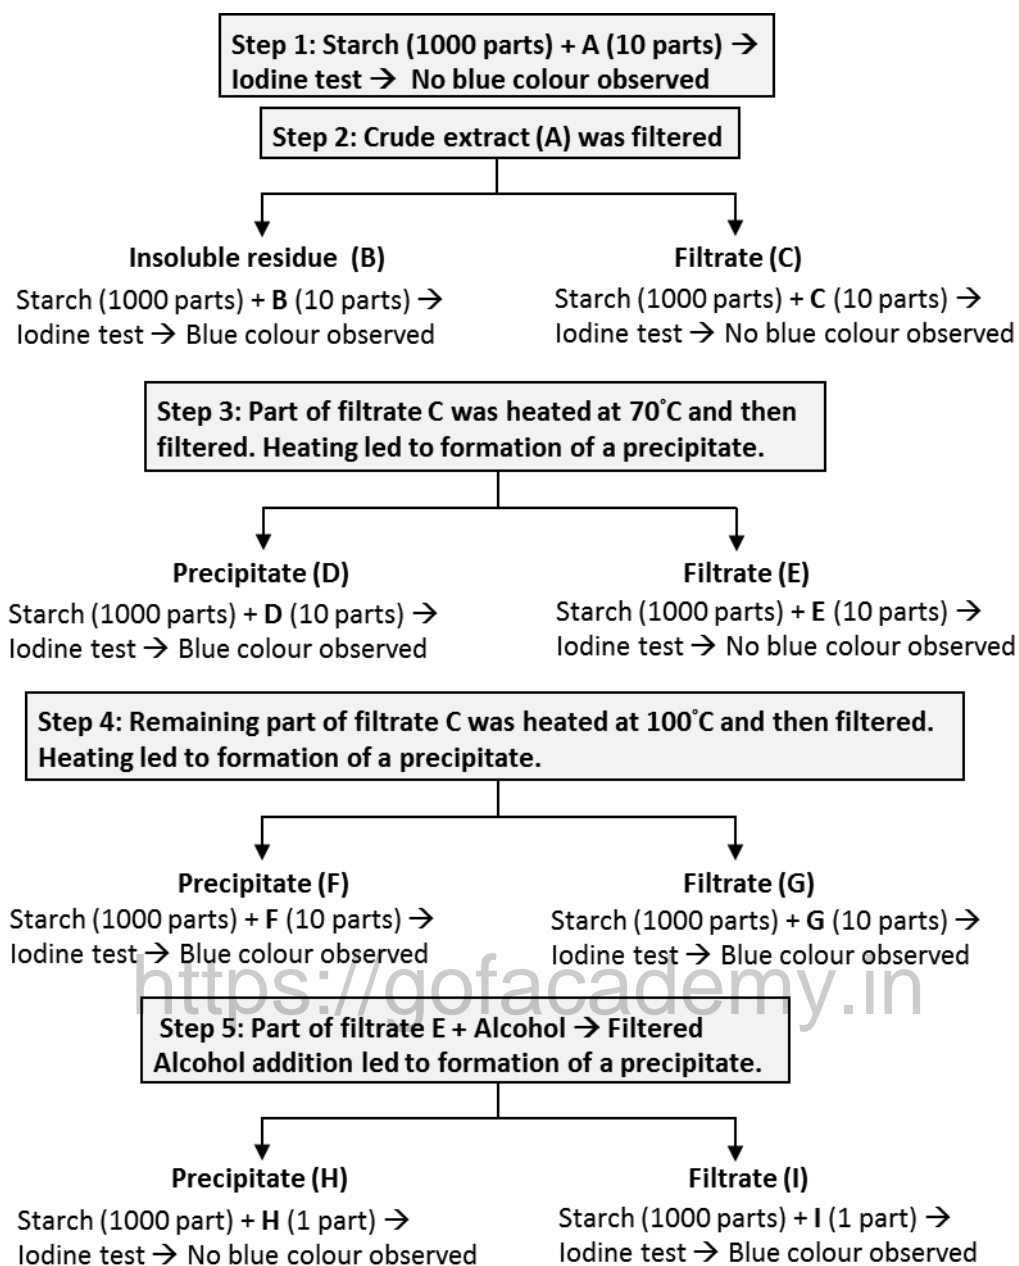 Step 1: Starch (1000 parts) + A (10 parts) →
Iodine test → No blue colour observed
Step 2: Crude extract (A) was filtered
Insoluble residue (B)
Starch (1000 parts) + B (10 parts) →
Iodine test → Blue colour observed
Filtrate (C)
Starch (1000 parts) + C (10 parts) →
Iodine test → No blue colour observed
Step 3: Part of filtrate C was heated at 70°C and then
filtered. Heating led to formation of a precipitate.
Precipitate (D)
Starch (1000 parts) + D (10 parts) →
Iodine test → Blue colour observed
Filtrate (E)
Starch (1000 parts) + E (10 parts) →
Iodine test → No blue colour observed
Step 4: Remaining part of filtrate C was heated at 100°C and then filtered.
Heating led to formation of a precipitate.
Precipitate (F)
Starch (1000 parts) + F (10 parts) →
Iodine test → Blue colour observed
Filtrate (G)
Starch (1000 parts) + G (10 parts) →
Iodine test → Blue colour observed
https://gofacademy.in
Step 5: Part of filtrate E + Alcohol → Filtered
Alcohol addition led to formation of a precipitate.
Precipitate (H)
Starch (1000 part) + H (1 part) →
Iodine test → No blue colour observed
Filtrate (I)
Starch (1000 parts) + I (1 part) →
Iodine test → Blue colour observed